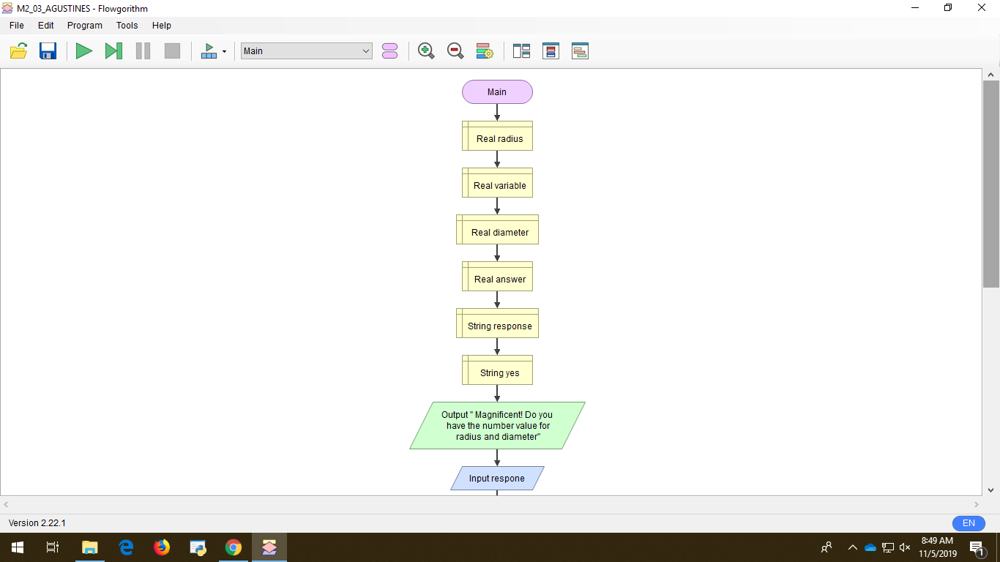 M2_03_AGUSTINES - Flowgorithm
File Edit Program Tools Help
Main
Main
Real radius
Real variable
Real diameter
Real answer
String response
String yes
Output " Magnificent! Do you
have the number value for
radius and diameter"
Input respone
Version 2.22.1
EN
8:49 AM
11/5/2019
1